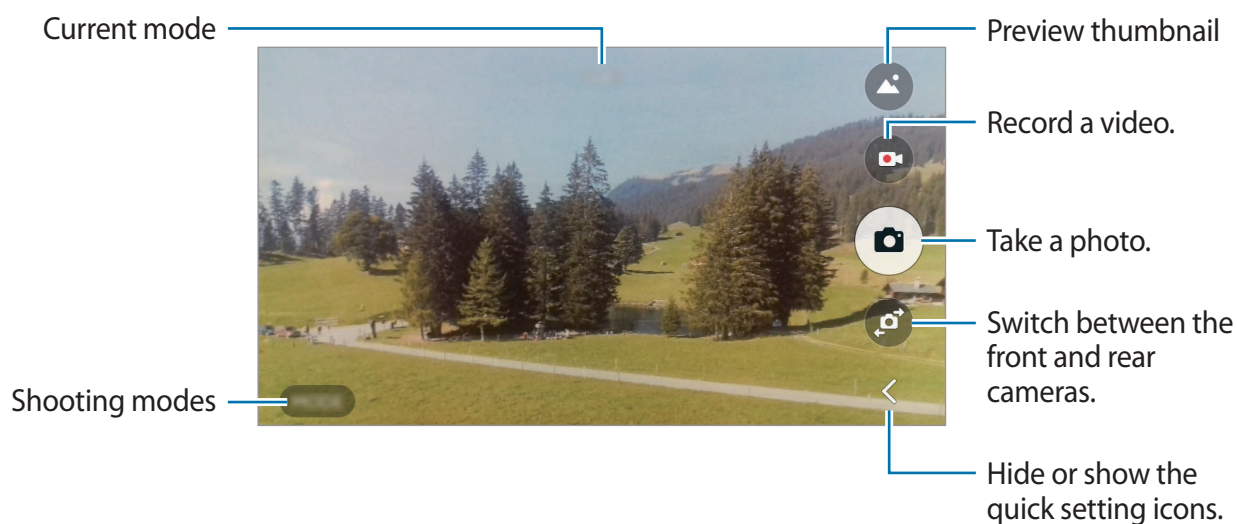 Current mode
Preview thumbnail
Record a video.
Take a photo.
Switch between the
front and rear
cameras.
Shooting modes
Hide or show the
quick setting icons.